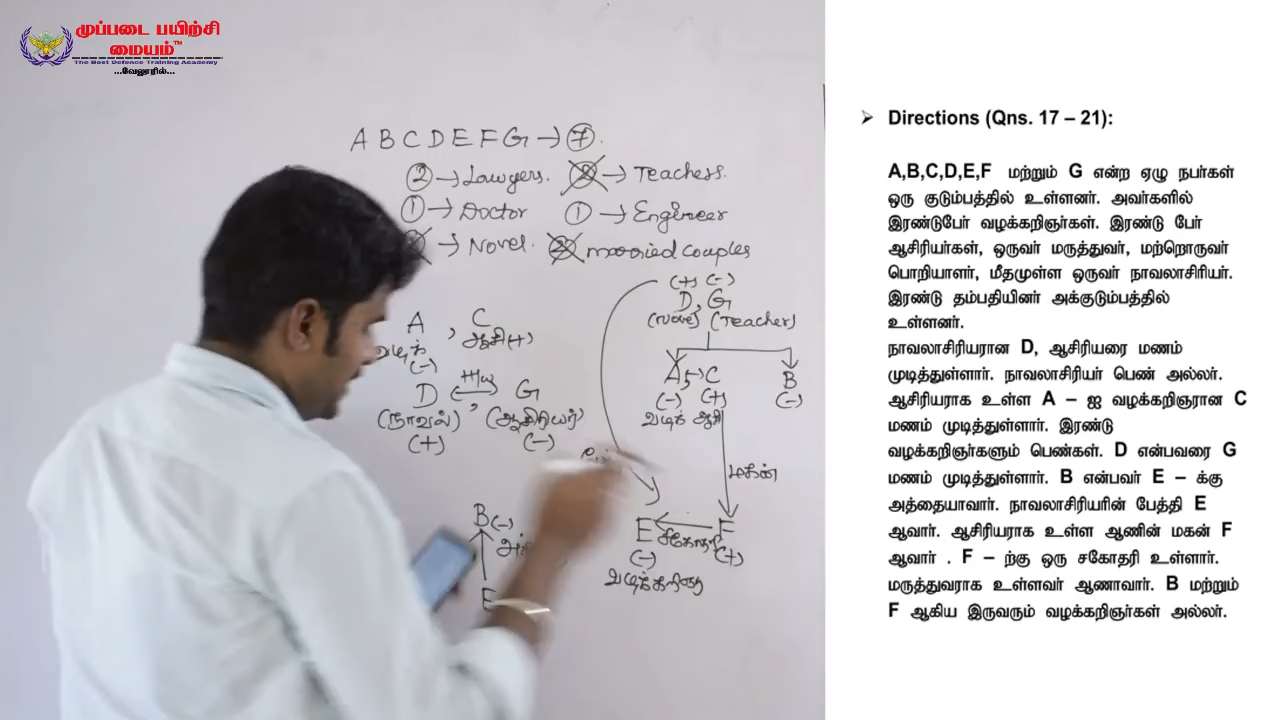 முப்படை பயிற்சி
மையம்™
The Best Defence Training Academy
...வேலூரில்...
A B C D E F G → 7.
2 → Lawyers. → Teachers.
1 → Doctor 1 → Engineer
→ Novel. 2 married couples
(+) (-)
D, G
(Novel) (Teacher)
A, C
ஆசி(+)
(-)
D ↔ G
(நாவல்), (ஆசிரியர்)
(+) (-)
A, C B
(-) (+) (-)
வழக் ஆசி
மகன்
B(-)
E
E ← F
சகோதரி
(-) (+)
➢ Directions (Qns. 17 – 21):
A,B,C,D,E,F மற்றும் G என்ற ஏழு நபர்கள்
ஒரு குடும்பத்தில் உள்ளனர். அவர்களில்
இரண்டுபேர் வழக்கறிஞர்கள். இரண்டு பேர்
ஆசிரியர்கள், ஒருவர் மருத்துவர், மற்றொருவர்
பொறியாளர், மீதமுள்ள ஒருவர் நாவலாசிரியர்.
இரண்டு தம்பதியினர் அக்குடும்பத்தில்
உள்ளனர்.
நாவலாசிரியரான D, ஆசிரியரை மணம்
முடித்துள்ளார். நாவலாசிரியர் பெண் அல்லர்.
ஆசிரியராக உள்ள A – ஐ வழக்கறிஞரான C
மணம் முடித்துள்ளார். இரண்டு
வழக்கறிஞர்களும் பெண்கள். D என்பவரை G
மணம் முடித்துள்ளார். B என்பவர் E – க்கு
அத்தையாவார். நாவலாசிரியரின் பேத்தி E
ஆவார். ஆசிரியராக உள்ள ஆணின் மகன் F
ஆவார் . F – ற்கு ஒரு சகோதரி உள்ளார்.
மருத்துவராக உள்ளவர் ஆணாவார். B மற்றும்
F ஆகிய இருவரும் வழக்கறிஞர்கள் அல்லர்.